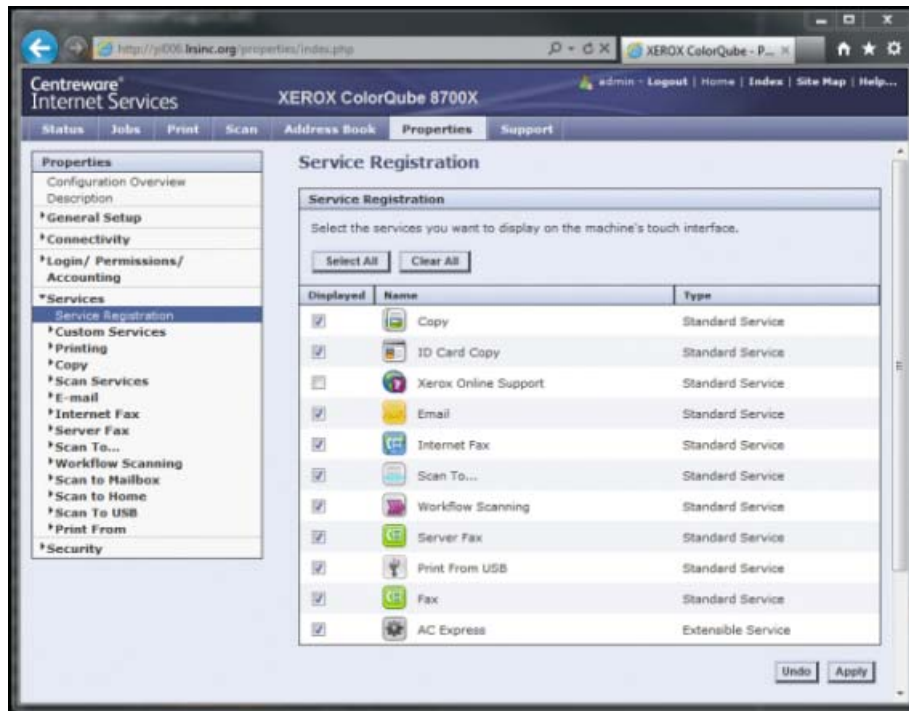 http://yl006.lrsinc.org/properties/index.php
XEROX ColorQube - P...
Centreware®
Internet Services
XEROX ColorQube 8700X
admin - Logout | Home | Index | Site Map | Help...
Status Jobs Print Scan Address Book Properties Support
Properties
Configuration Overview
Description
General Setup
Connectivity
Login/ Permissions/
Accounting
Services
Service Registration
Custom Services
Printing
Copy
Scan Services
E-mail
Internet Fax
Server Fax
Scan To...
Workflow Scanning
Scan to Mailbox
Scan to Home
Scan To USB
Print From
Security
Service Registration
Service Registration
Select the services you want to display on the machine's touch interface.
Select All Clear All
Displayed Name Type
Copy Standard Service
ID Card Copy Standard Service
Xerox Online Support Standard Service
Email Standard Service
Internet Fax Standard Service
Scan To... Standard Service
Workflow Scanning Standard Service
Server Fax Standard Service
Print From USB Standard Service
Fax Standard Service
AC Express Extensible Service
Undo Apply